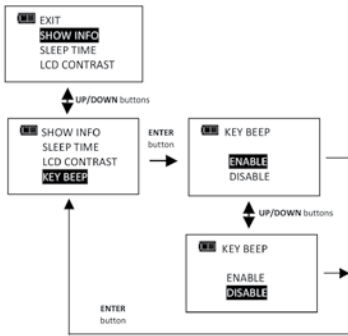 EXIT
SHOW INFO
SLEEP TIME
LCD CONTRAST
UP/DOWN buttons
SHOW INFO
SLEEP TIME
LCD CONTRAST
KEY BEEP
ENTER
button
KEY BEEP
ENABLE
DISABLE
UP/DOWN buttons
KEY BEEP
ENABLE
DISABLE
ENTER
button